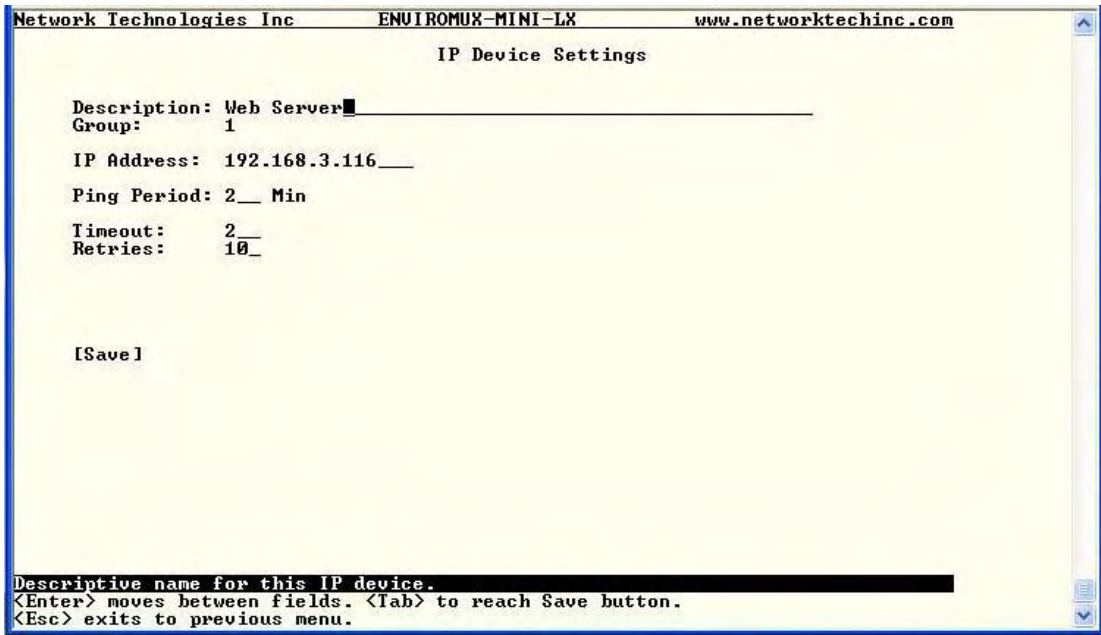 Network Technologies Inc ENVIROMUX-MINI-LX www.networktechinc.com
IP Device Settings
Description: Web Server
Group: 1
IP Address: 192.168.3.116
Ping Period: 2 Min
Timeout: 2
Retries: 10
[Save]
Descriptive name for this IP device.
<Enter> moves between fields. <Tab> to reach Save button.
<Esc> exits to previous menu.